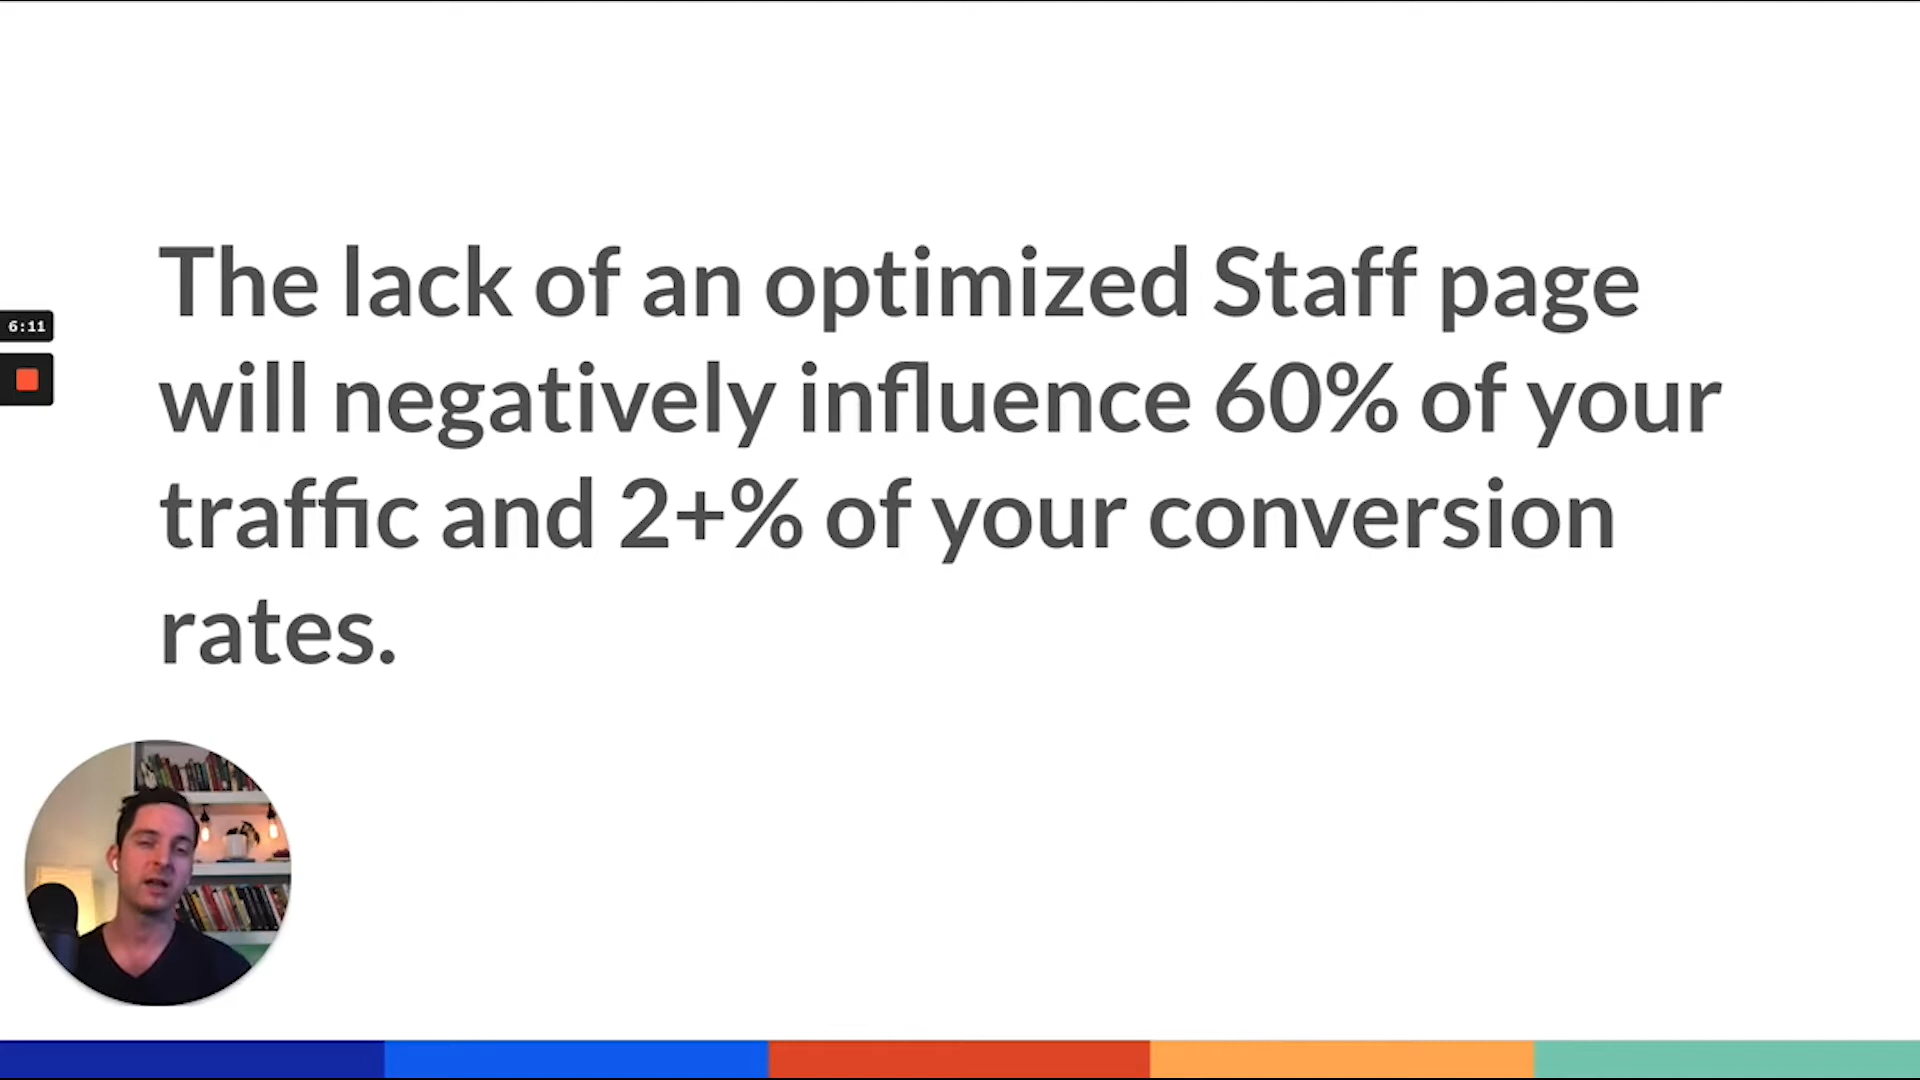 The lack of an optimized Staff page
will negatively influence 60% of your
traffic and 2+% of your conversion
rates.
6:11